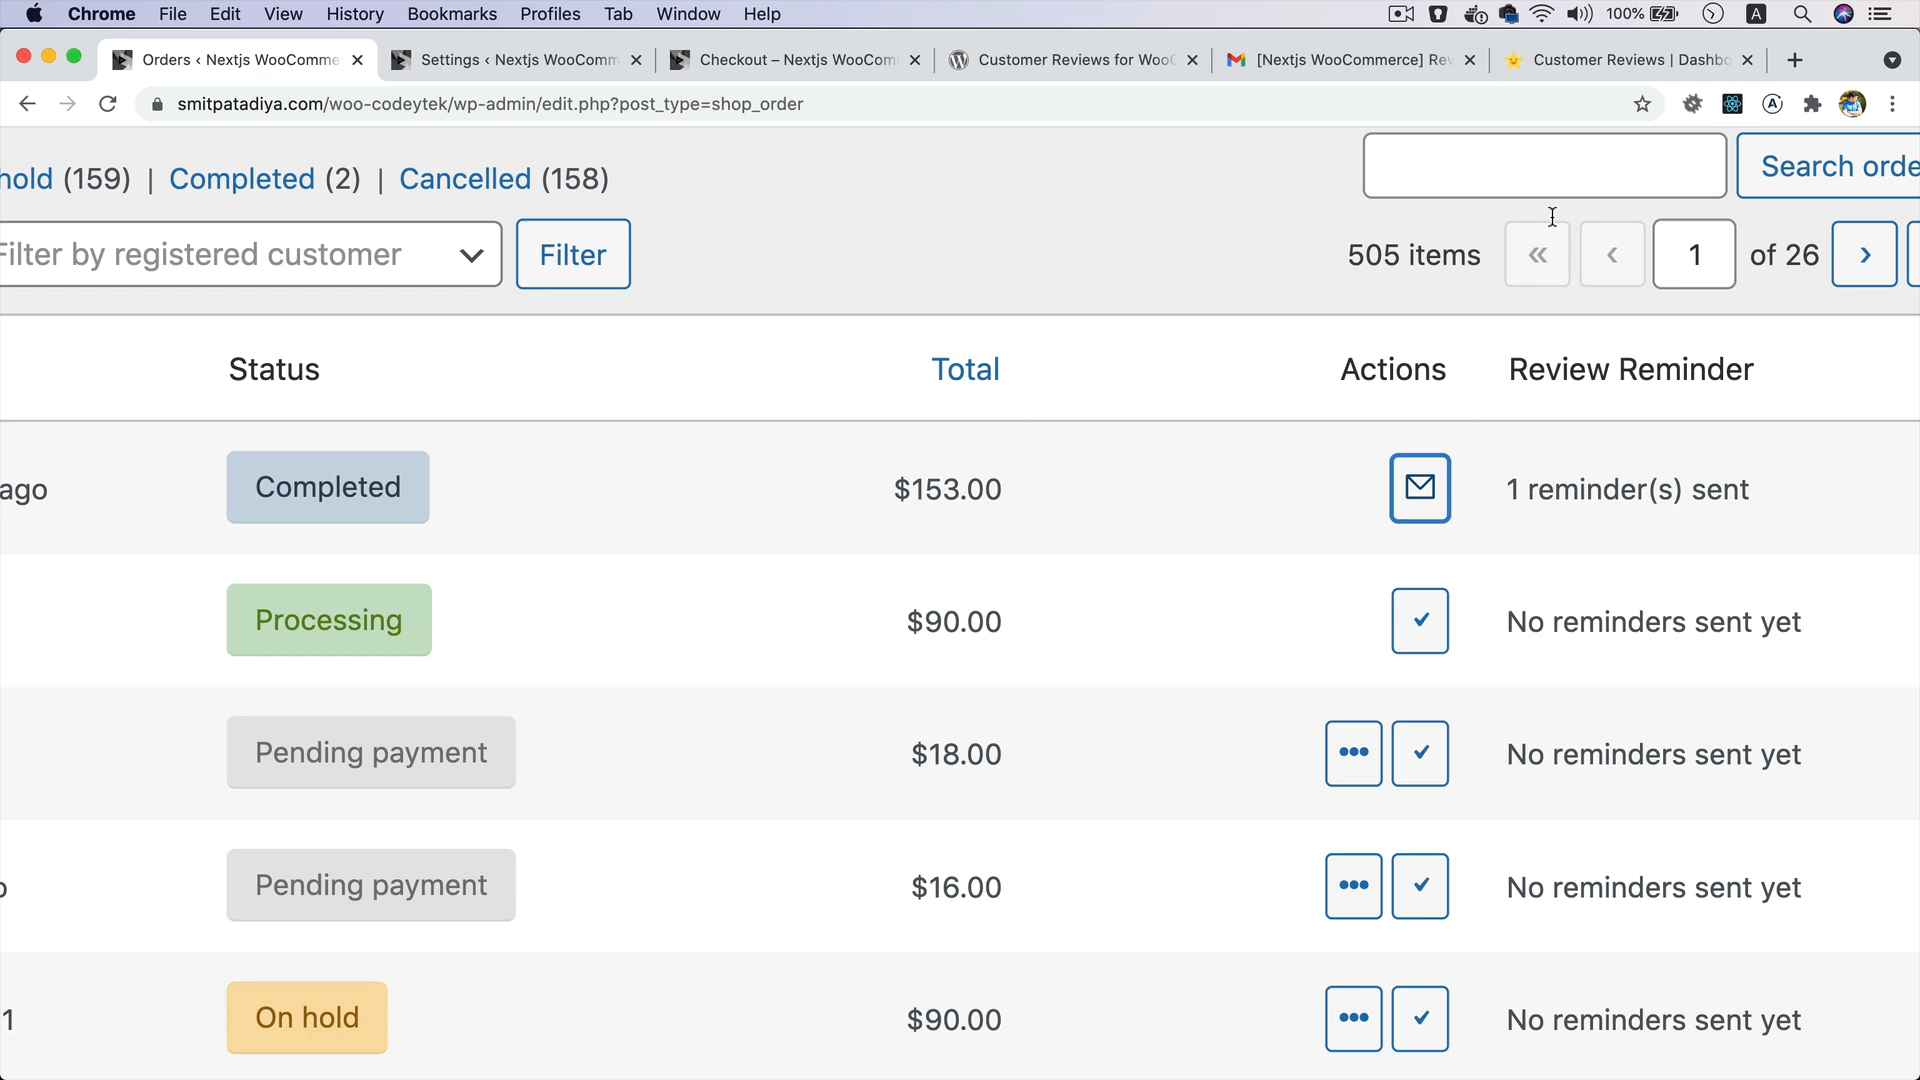 Chrome File Edit View History Bookmarks Profiles Tab Window Help 100% A
Orders ‹ Nextjs WooComme Settings ‹ Nextjs WooComm Checkout – Nextjs WooCom Customer Reviews for WooC [Nextjs WooCommerce] Rev Customer Reviews | Dashbo
smitpatadiya.com/woo-codeytek/wp-admin/edit.php?post_type=shop_order
hold (159) | Completed (2) | Cancelled (158) Search orde
Filter by registered customer Filter 505 items « ‹ 1 of 26 ›
Status Total Actions Review Reminder
ago Completed $153.00 1 reminder(s) sent
Processing $90.00 No reminders sent yet
Pending payment $18.00 No reminders sent yet
Pending payment $16.00 No reminders sent yet
1 On hold $90.00 No reminders sent yet